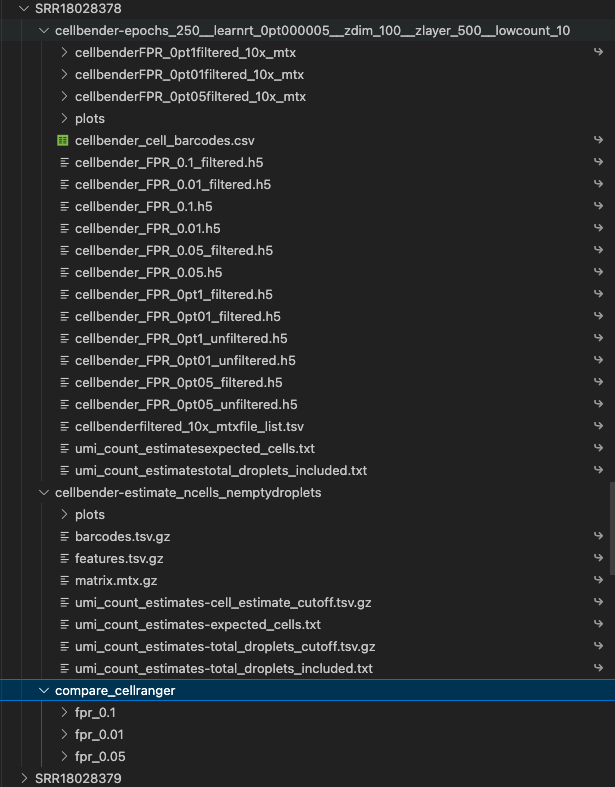 SRR18028378
cellbender-epochs_250__learnrt_0pt000005__zdim_100__zlayer_500__lowcount_10
cellbenderFPR_0pt1filtered_10x_mtx
cellbenderFPR_0pt01filtered_10x_mtx
cellbenderFPR_0pt05filtered_10x_mtx
plots
cellbender_cell_barcodes.csv
cellbender_FPR_0.1_filtered.h5
cellbender_FPR_0.01_filtered.h5
cellbender_FPR_0.1.h5
cellbender_FPR_0.01.h5
cellbender_FPR_0.05_filtered.h5
cellbender_FPR_0.05.h5
cellbender_FPR_0pt1_filtered.h5
cellbender_FPR_0pt01_filtered.h5
cellbender_FPR_0pt1_unfiltered.h5
cellbender_FPR_0pt01_unfiltered.h5
cellbender_FPR_0pt05_filtered.h5
cellbender_FPR_0pt05_unfiltered.h5
cellbenderfiltered_10x_mtxfile_list.tsv
umi_count_estimatesexpected_cells.txt
umi_count_estimatestotal_droplets_included.txt
cellbender-estimate_ncells_nemptydroplets
plots
barcodes.tsv.gz
features.tsv.gz
matrix.mtx.gz
umi_count_estimates-cell_estimate_cutoff.tsv.gz
umi_count_estimates-expected_cells.txt
umi_count_estimates-total_droplets_cutoff.tsv.gz
umi_count_estimates-total_droplets_included.txt
compare_cellranger
fpr_0.1
fpr_0.01
fpr_0.05
SRR18028379